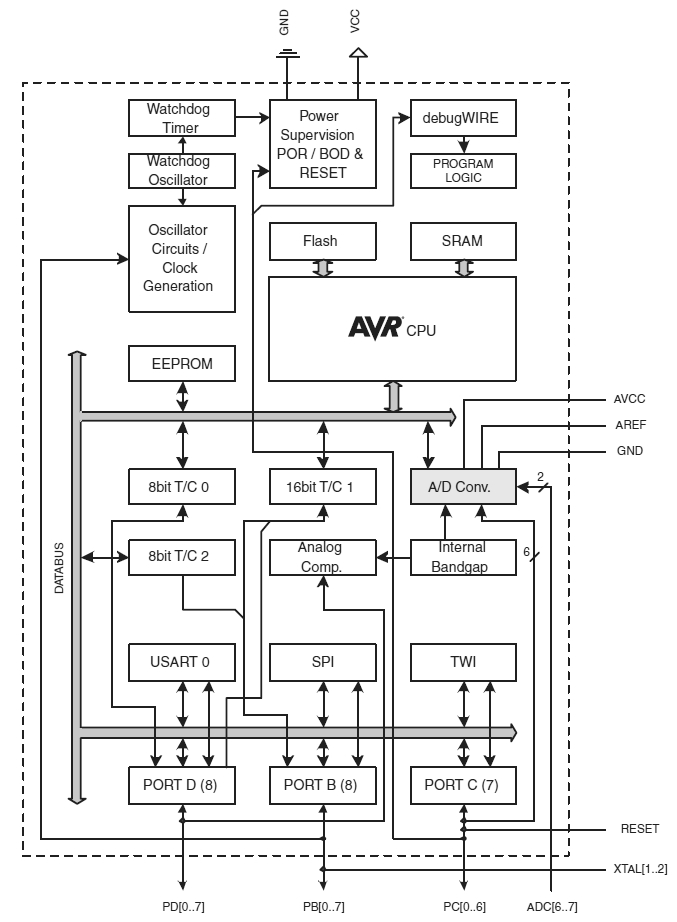 GND
VCC
Watchdog
Timer
Power
Supervision
POR / BOD &
RESET
debugWIRE
Watchdog
Oscillator
PROGRAM
LOGIC
Oscillator
Circuits /
Clock
Generation
Flash
SRAM
AVR CPU
EEPROM
AVCC
AREF
GND
8bit T/C 0
16bit T/C 1
A/D Conv.
2
DATABUS
8bit T/C 2
Analog
Comp.
Internal
Bandgap
6
USART 0
SPI
TWI
PORT D (8)
PORT B (8)
PORT C (7)
RESET
XTAL[1..2]
PD[0..7]
PB[0..7]
PC[0..6]
ADC[6..7]